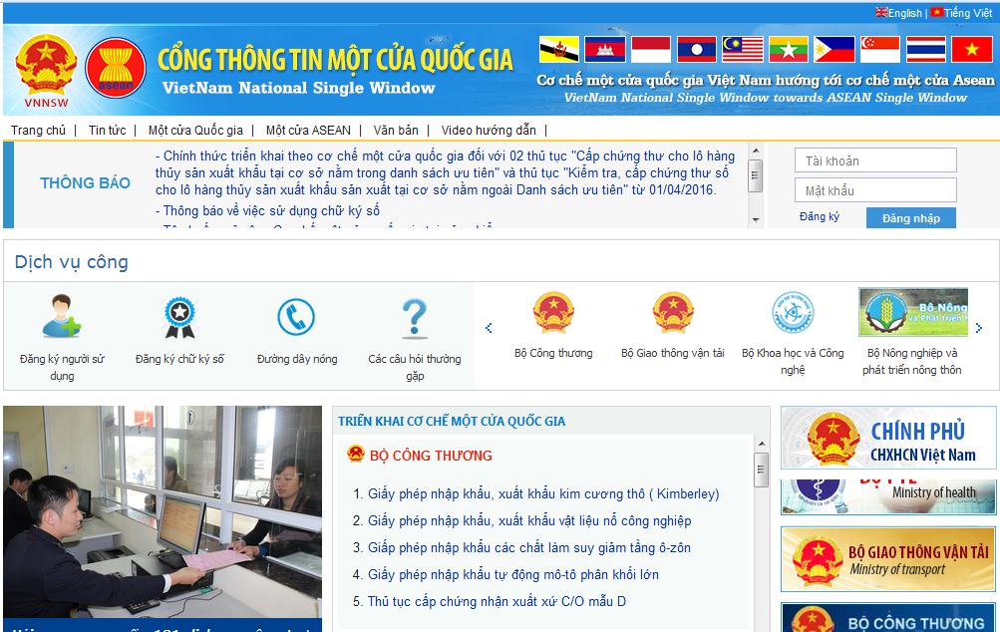 English | Tiếng Việt
CỔNG THÔNG TIN MỘT CỬA QUỐC GIA
VietNam National Single Window
VNNSW
asean
Cơ chế một cửa quốc gia Việt Nam hướng tới cơ chế một cửa Asean
VietNam National Single Window towards ASEAN Single Window
Trang chủ | Tin tức | Một cửa Quốc gia | Một cửa ASEAN | Văn bản | Video hướng dẫn |
THÔNG BÁO
- Chính thức triển khai theo cơ chế một cửa quốc gia đối với 02 thủ tục "Cấp chứng thư cho lô hàng
thủy sản xuất khẩu tại cơ sở nằm trong danh sách ưu tiên" và thủ tục "Kiểm tra, cấp chứng thư số
cho lô hàng thủy sản xuất khẩu sản xuất tại cơ sở nằm ngoài Danh sách ưu tiên" từ 01/04/2016.
- Thông báo về việc sử dụng chữ ký số
Tài khoản
Mật khẩu
Đăng ký
Đăng nhập
Dịch vụ công
Đăng ký người sử
dụng
Đăng ký chữ ký số
Đường dây nóng
Các câu hỏi thường
gặp
Bộ Công thương
Bộ Giao thông vận tải
Bộ Khoa học và Công
nghệ
Bộ Nông
và Phát triển N
Bộ Nông nghiệp và
phát triển nông thôn
TRIỂN KHAI CƠ CHẾ MỘT CỬA QUỐC GIA
BỘ CÔNG THƯƠNG
1. Giấy phép nhập khẩu, xuất khẩu kim cương thô ( Kimberley)
2. Giấy phép nhập khẩu, xuất khẩu vật liệu nổ công nghiệp
3. Giấp phép nhập khẩu các chất làm suy giảm tầng ô-zôn
4. Giấy phép nhập khẩu tự động mô-tô phân khối lớn
5. Thủ tục cấp chứng nhận xuất xứ C/O mẫu D
CHÍNH PHỦ
CHXHCN Việt Nam
BỘ Y TẾ
Ministry of health
BỘ GIAO THÔNG VẬN TẢI
Ministry of transport
BỘ CÔNG THƯƠNG